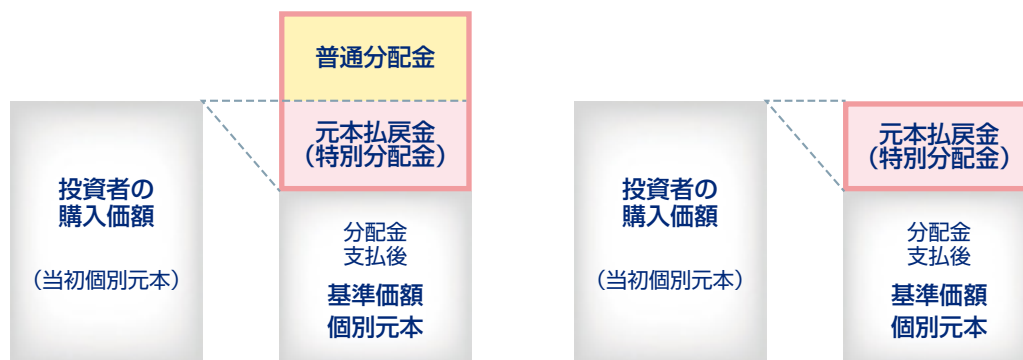 普通分配金
元本払戻金
（特別分配金）
投資者の
購入価額
（当初個別元本）
分配金
支払後
基準価額
個別元本
元本払戻金
（特別分配金）
投資者の
購入価額
（当初個別元本）
分配金
支払後
基準価額
個別元本